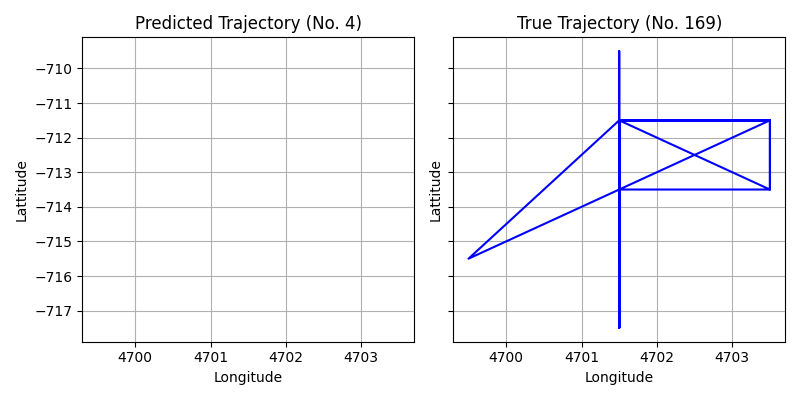 Predicted Trajectory (No. 4)
True Trajectory (No. 169)
Lattitude
−710
−711
−712
−713
−714
−715
−716
−717
4700
4701
4702
4703
Longitude
Lattitude
4700
4701
4702
4703
Longitude